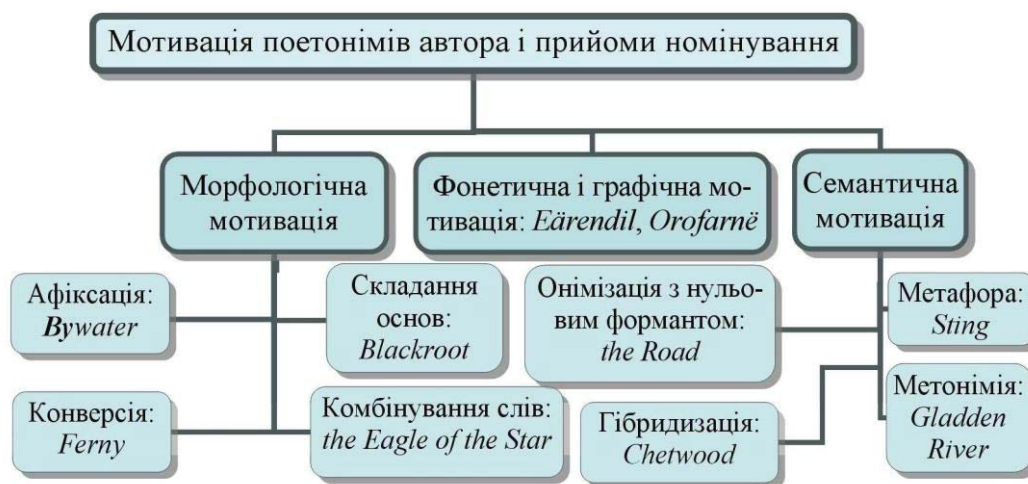 Мотивація поетонімів автора і прийоми номінування
Морфологічна
мотивація
Фонетична і графічна мо-
тивація: Eärendil, Orofarnë
Семантична
мотивація
Афіксація:
Bywater
Складання
основ:
Blackroot
Онімізація з нульо-
вим формантом:
the Road
Метафора:
Sting
Конверсія:
Ferny
Комбінування слів:
the Eagle of the Star
Гібридизація:
Chetwood
Метонімія:
Gladden
River